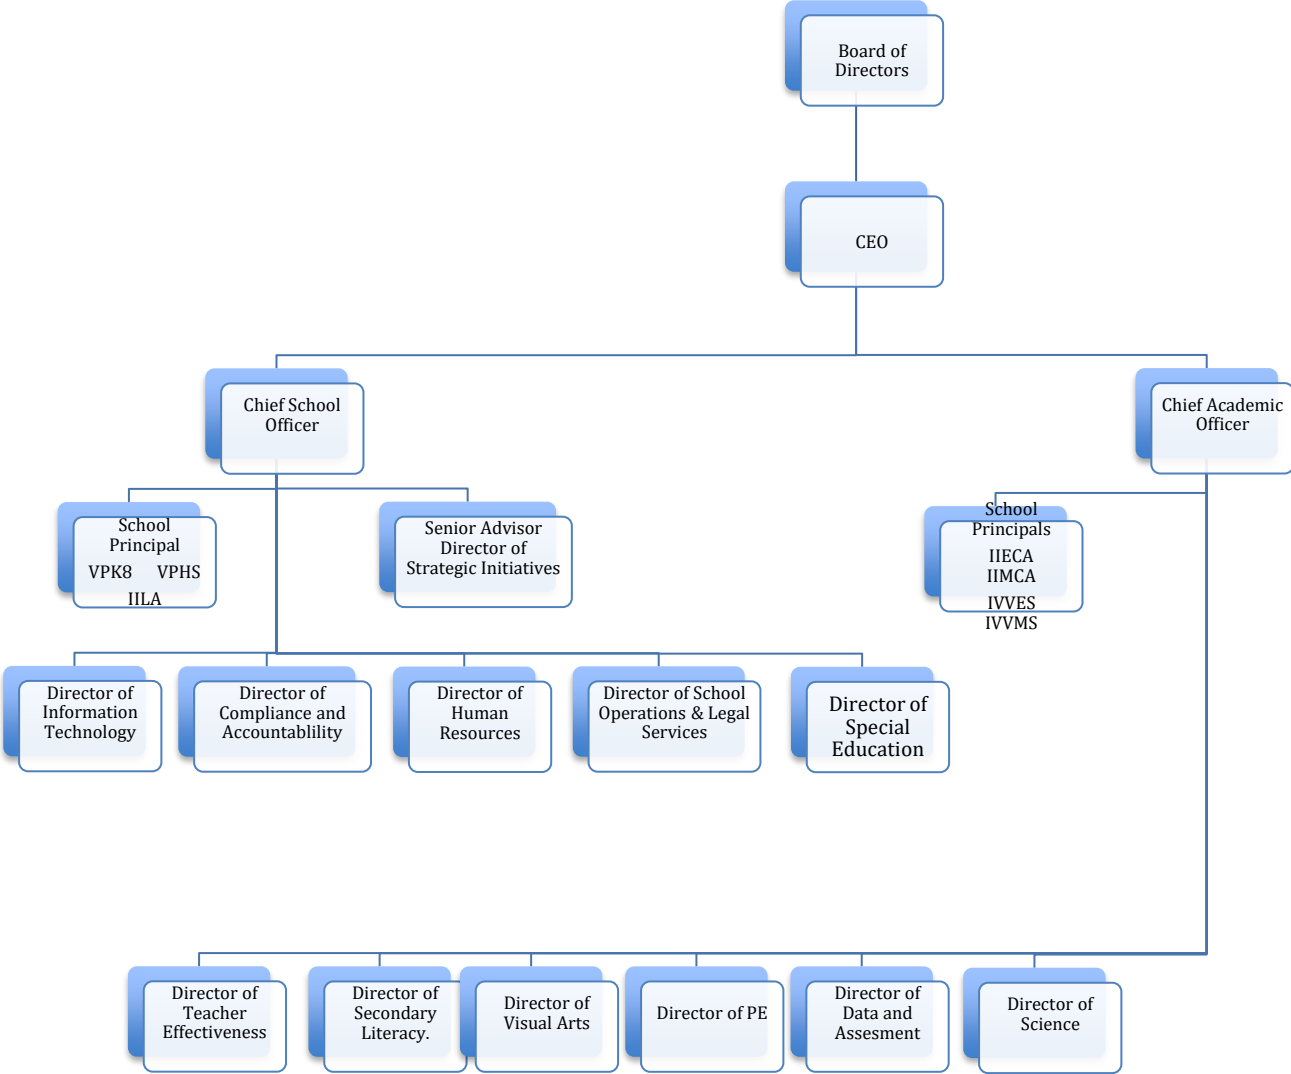 Board of
Directors
CEO
Chief School
Officer
Chief Academic
Officer
School
Principal
VPK8 VPHS
IILA
Senior Advisor
Director of
Strategic Initiatives
School
Principals
IIECA
IIMCA
IVVES
IVVMS
Director of
Information
Technology
Director of
Compliance and
Accountablility
Director of
Human
Resources
Director of School
Operations & Legal
Services
Director of
Special
Education
Director of
Teacher
Effectiveness
Director of
Secondary
Literacy.
Director of
Visual Arts
Director of PE
Director of
Data and
Assesment
Director of
Science